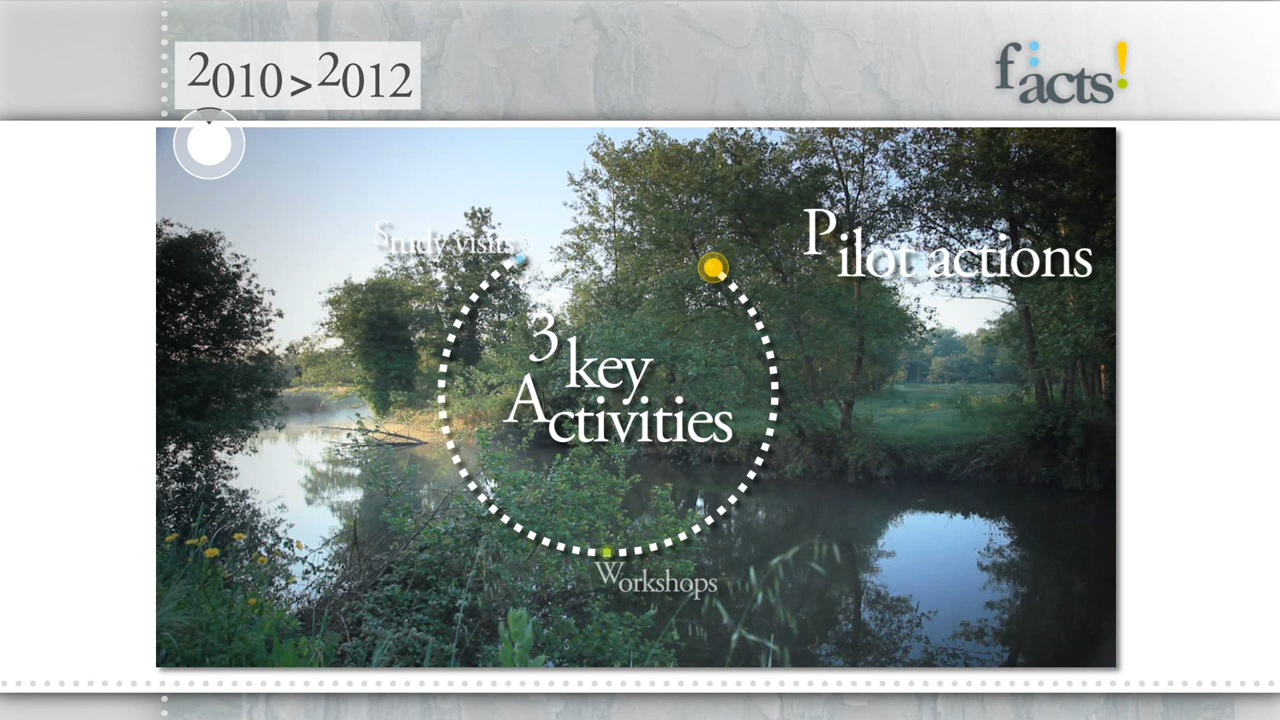 2010>2012
facts!
Study visits
Pilot actions
3 key
Activities
Workshops